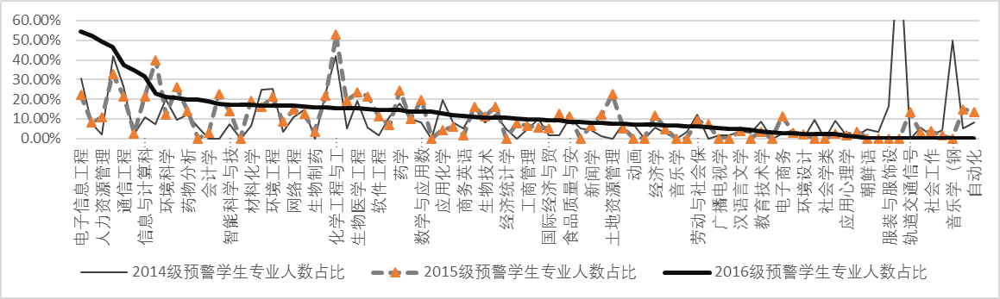 60.00%
50.00%
40.00%
30.00%
20.00%
10.00%
0.00%
电子信息工程
人力资源管理
通信工程
信息与计算科…
环境科学
药物分析
会计学
智能科学与技…
材料化学
环境工程
网络工程
生物制药
化学工程与工…
生物医学工程
软件工程
药学
数学与应用数…
应用化学
商务英语
生物技术
经济统计学
工商管理
国际经济与贸…
食品质量与安…
新闻学
土地资源管理
动画
经济学
音乐学
劳动与社会保…
广播电视学
汉语言文学
教育技术学
电子商务
环境设计
社会学类
应用心理学
朝鲜语
服装与服饰设…
轨道交通信号…
社会工作
音乐学（钢…
自动化
2014级预警学生专业人数占比
2015级预警学生专业人数占比
2016级预警学生专业人数占比